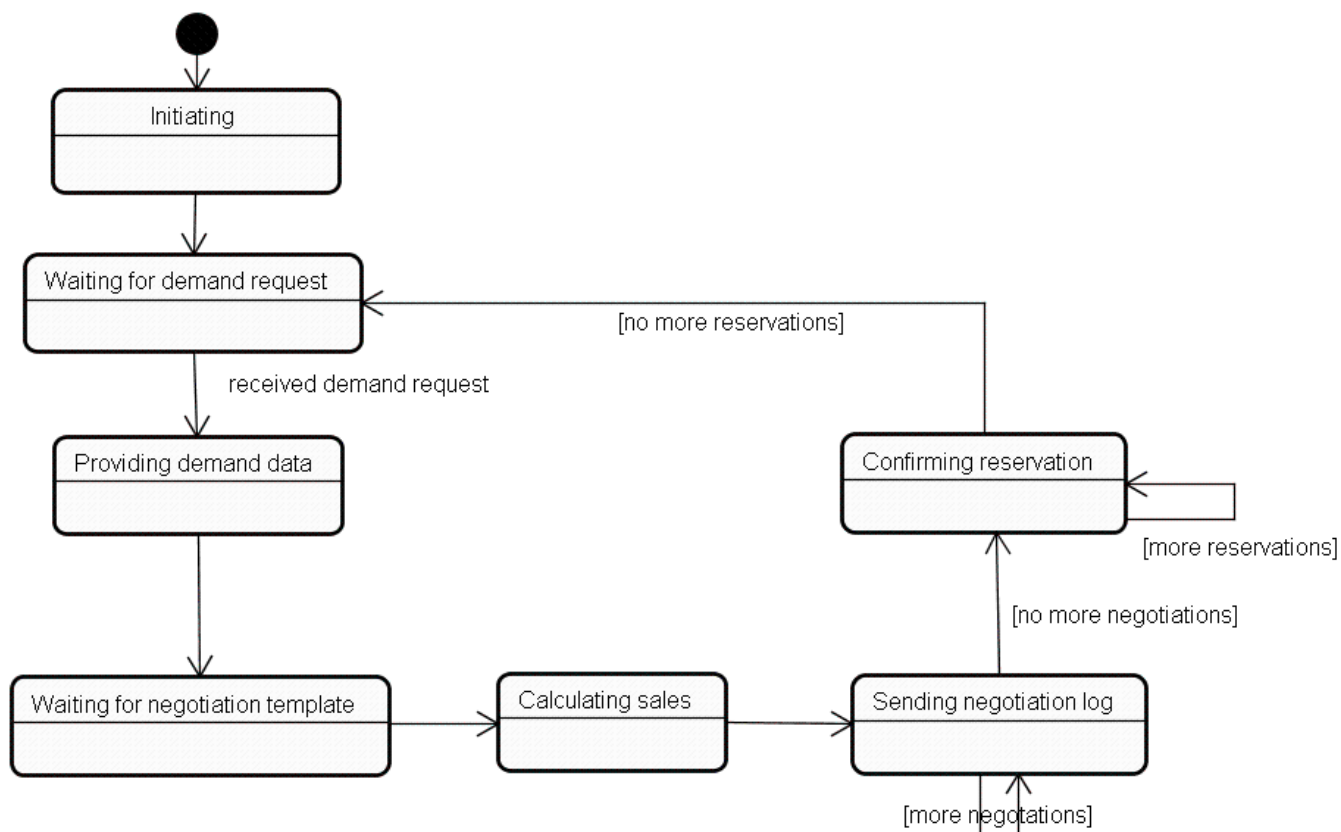 Initiating
Waiting for demand request
[no more reservations]
received demand request
Providing demand data
Confirming reservation
[more reservations]
[no more negotiations]
Waiting for negotiation template
Calculating sales
Sending negotiation log
[more negotations]